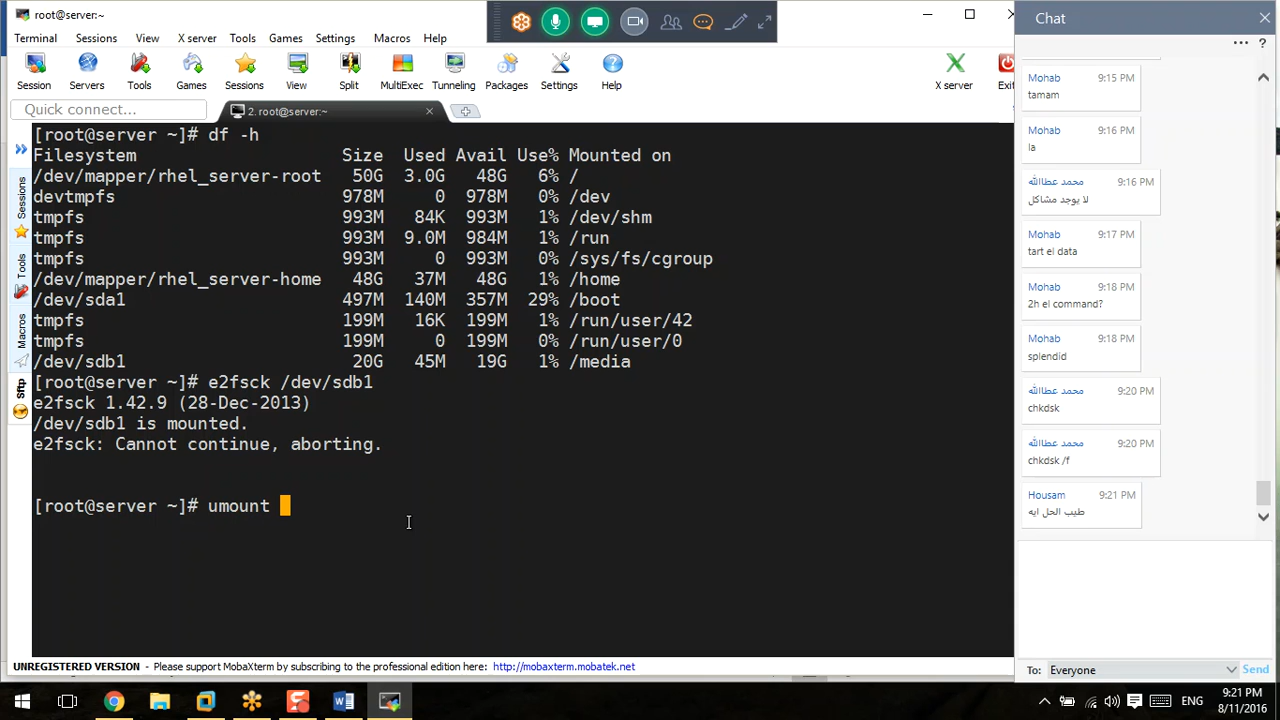 root@server:~
Terminal Sessions View X server Tools Games Settings Macros Help
Session Servers Tools Games Sessions View Split MultiExec Tunneling Packages Settings Help X server Exit
Quick connect...
2. root@server:~
[root@server ~]# df -h
Filesystem Size Used Avail Use% Mounted on
/dev/mapper/rhel_server-root 50G 3.0G 48G 6% /
devtmpfs 978M 0 978M 0% /dev
tmpfs 993M 84K 993M 1% /dev/shm
tmpfs 993M 9.0M 984M 1% /run
tmpfs 993M 0 993M 0% /sys/fs/cgroup
/dev/mapper/rhel_server-home 48G 37M 48G 1% /home
/dev/sda1 497M 140M 357M 29% /boot
tmpfs 199M 16K 199M 1% /run/user/42
tmpfs 199M 0 199M 0% /run/user/0
/dev/sdb1 20G 45M 19G 1% /media
[root@server ~]# e2fsck /dev/sdb1
e2fsck 1.42.9 (28-Dec-2013)
/dev/sdb1 is mounted.
e2fsck: Cannot continue, aborting.
[root@server ~]# umount
Sessions
Tools
Macros
Sftp
UNREGISTERED VERSION - Please support MobaXterm by subscribing to the professional edition here: http://mobaxterm.mobatek.net
Chat
Mohab 9:15 PM
tamam
Mohab 9:16 PM
la
محمد عطاالله 9:16 PM
لا يوجد مشاكل
Mohab 9:17 PM
tart el data
Mohab 9:18 PM
2h el command?
Mohab 9:18 PM
splendid
محمد عطاالله 9:20 PM
chkdsk
محمد عطاالله 9:20 PM
chkdsk /f
Housam 9:21 PM
طيب الحل ايه
To: Everyone Send
ENG
9:21 PM
8/11/2016